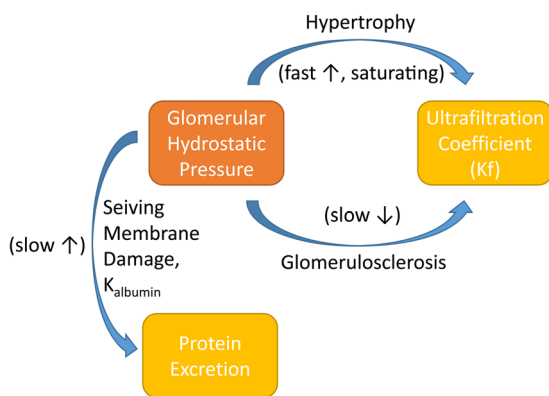 Hypertrophy
(fast ↑, saturating)
Glomerular
Hydrostatic
Pressure
Ultrafiltration
Coefficient
(Kf)
(slow ↓)
Glomerulosclerosis
(slow ↑)
Seiving
Membrane
Damage,
Kalbumin
Protein
Excretion